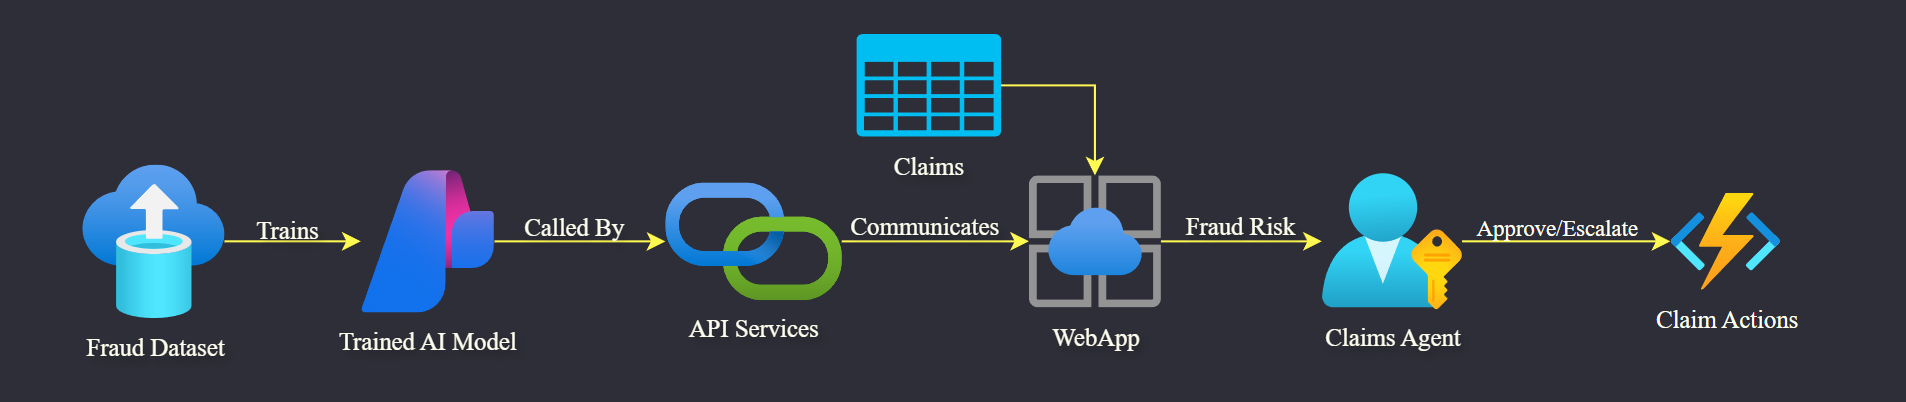 Claims
Trains
Called By
Communicates
Fraud Risk
Approve/Escalate
Fraud Dataset
Trained AI Model
API Services
WebApp
Claims Agent
Claim Actions